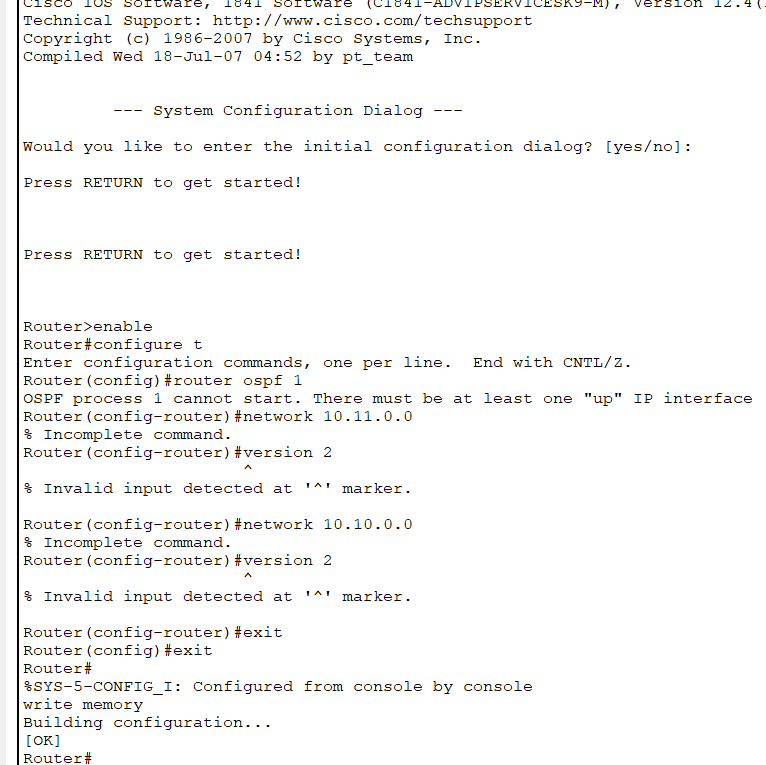 Cisco IOS Software, 1841 Software (C1841-ADVIPSERVICESK9-M), Version 12.4(
Technical Support: http://www.cisco.com/techsupport
Copyright (c) 1986-2007 by Cisco Systems, Inc.
Compiled Wed 18-Jul-07 04:52 by pt_team
--- System Configuration Dialog ---
Would you like to enter the initial configuration dialog? [yes/no]:
Press RETURN to get started!
Press RETURN to get started!
Router>enable
Router#configure t
Enter configuration commands, one per line.  End with CNTL/Z.
Router(config)#router ospf 1
OSPF process 1 cannot start. There must be at least one "up" IP interface
Router(config-router)#network 10.11.0.0
% Incomplete command.
Router(config-router)#version 2
^
% Invalid input detected at '^' marker.
Router(config-router)#network 10.10.0.0
% Incomplete command.
Router(config-router)#version 2
^
% Invalid input detected at '^' marker.
Router(config-router)#exit
Router(config)#exit
Router#
%SYS-5-CONFIG_I: Configured from console by console
write memory
Building configuration...
[OK]
Router#